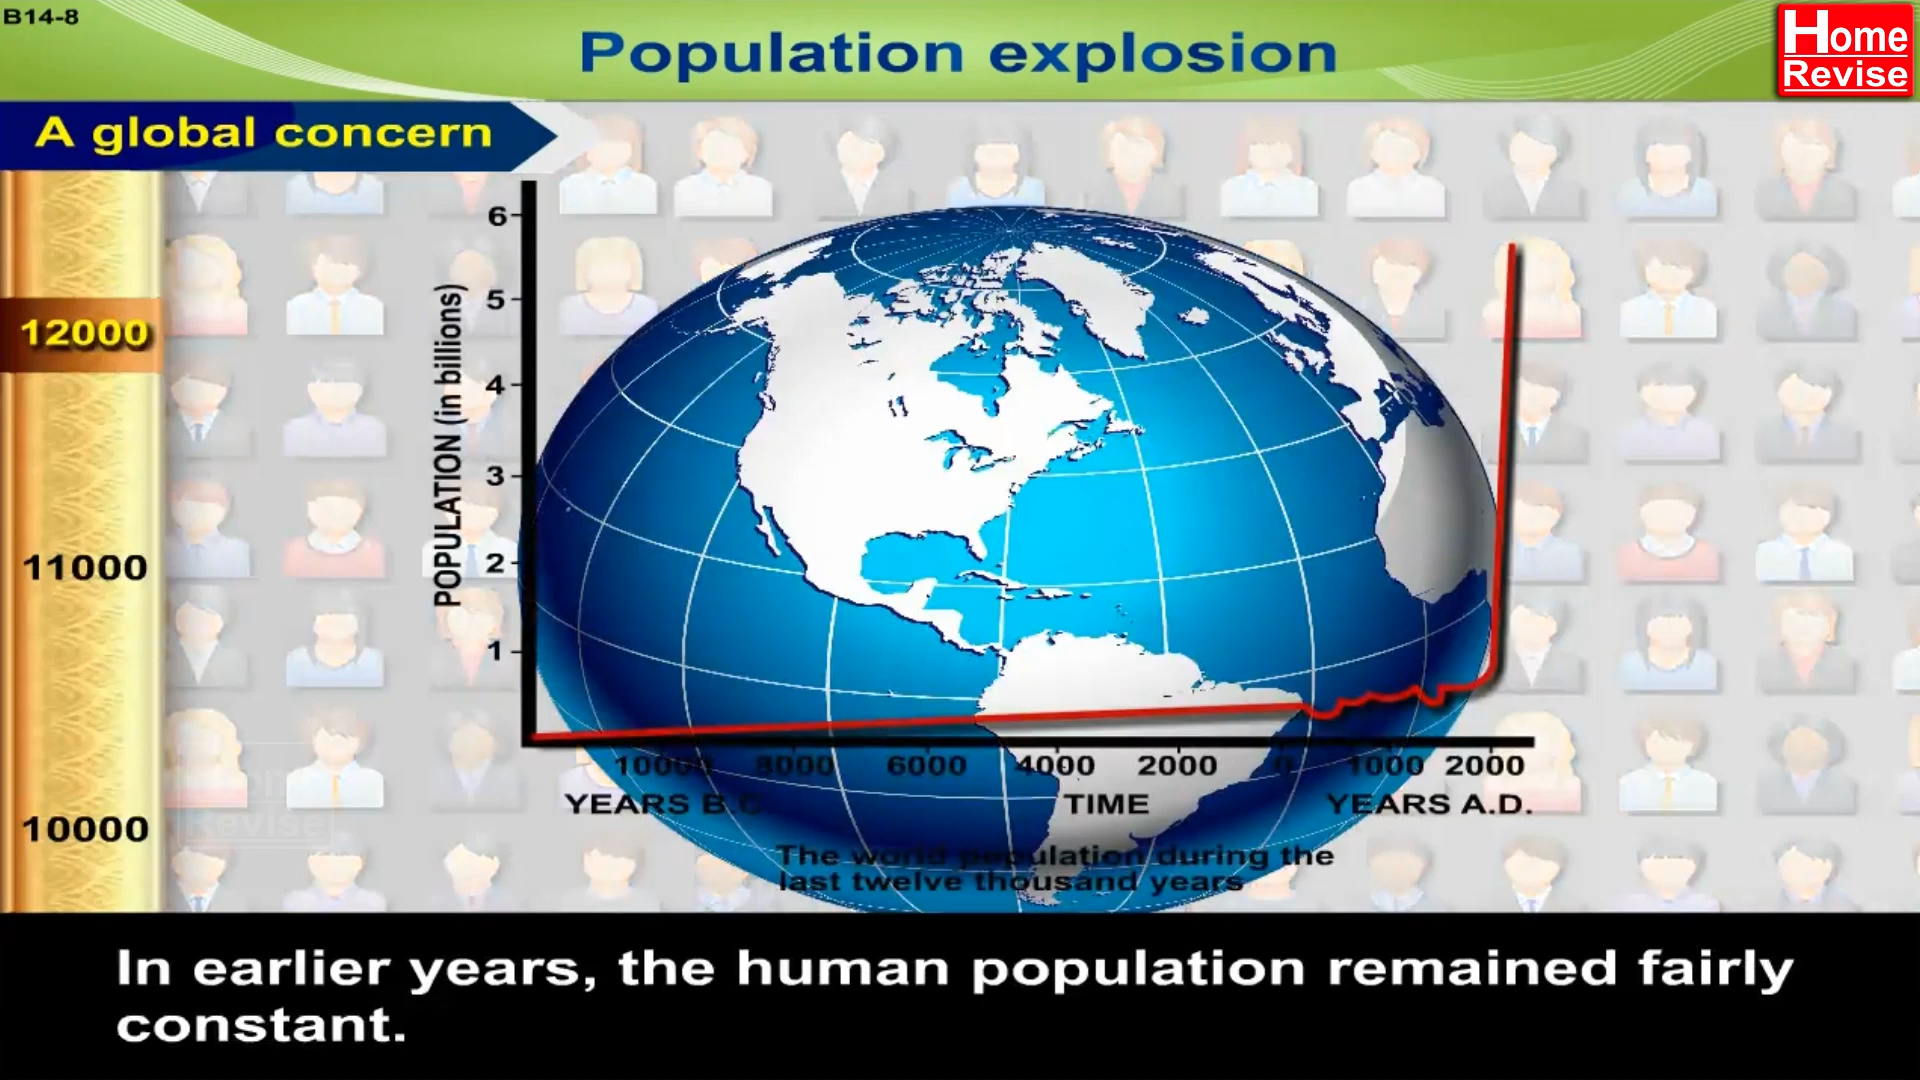 B14-8
Population explosion
Home
Revise
A global concern
12000
11000
10000
POPULATION (in billions)
6
5
4
3
2
1
10000 8000 6000 4000 2000 0 1000 2000
YEARS B.C TIME YEARS A.D.
The world population during the
last twelve thousand years
Revise
In earlier years, the human population remained fairly
constant.